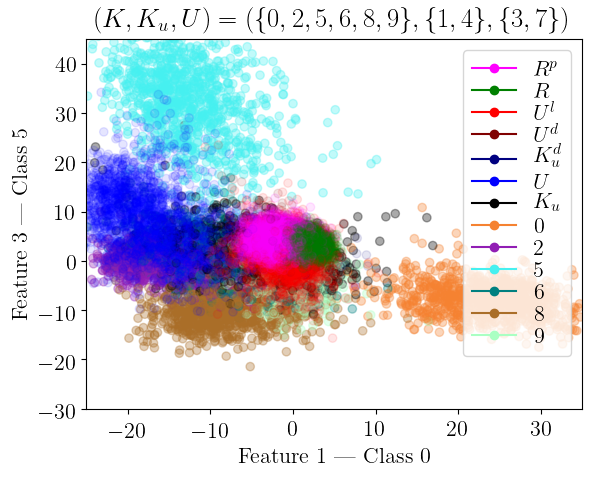 (K, K_u, U) = ({0, 2, 5, 6, 8, 9}, {1, 4}, {3, 7})
40
30
20
10
0
−10
−20
−30
Feature 3 — Class 5
−20 −10 0 10 20 30
Feature 1 — Class 0
R^p
R
U^l
U^d
K_u^d
U
K_u
0
2
5
6
8
9